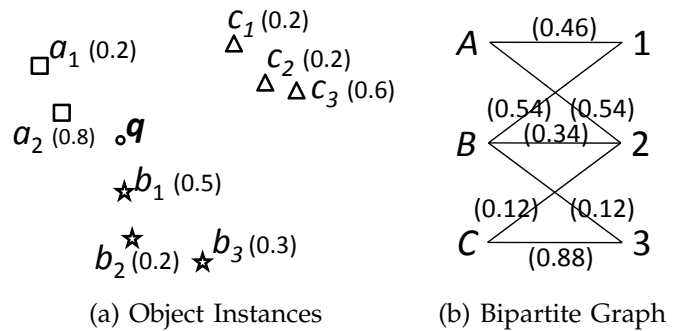 a1 (0.2)
a2 (0.8)
q
b1 (0.5)
b2 (0.2)
b3 (0.3)
c1 (0.2)
c2 (0.2)
c3 (0.6)
(a) Object Instances
A (0.46) 1
(0.54) (0.54)
B (0.34) 2
(0.12) (0.12)
C (0.88) 3
(b) Bipartite Graph